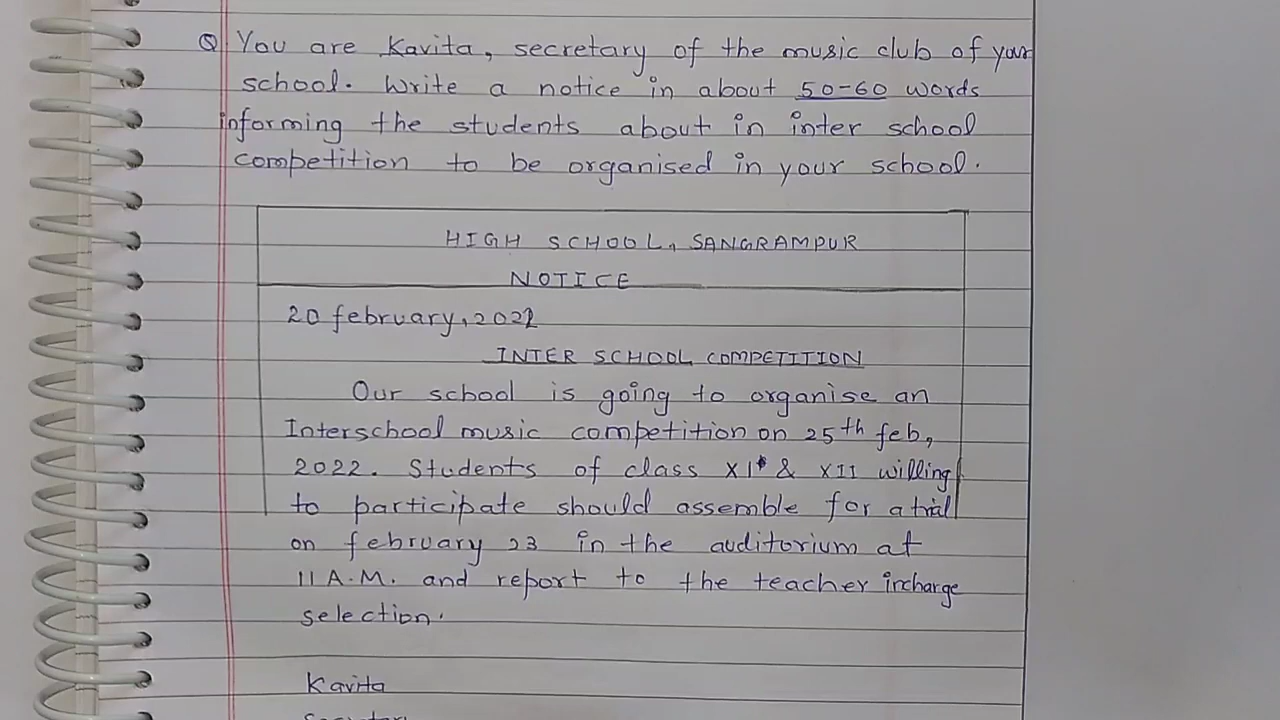 Q You are Kavita, secretary of the music club of your
school. Write a notice in about 50-60 words
informing the students about in inter school
competition to be organised in your school.
HIGH SCHOOL, SANGRAMPUR
NOTICE
20 february, 2022
INTER SCHOOL COMPETITION
Our school is going to organise an
Interschool music competition on 25th feb,
2022. Students of class XI & XII willing
to participate should assemble for a trial
on february 23 in the auditorium at
11 A.M. and report to the teacher incharge
selection.
Kavita